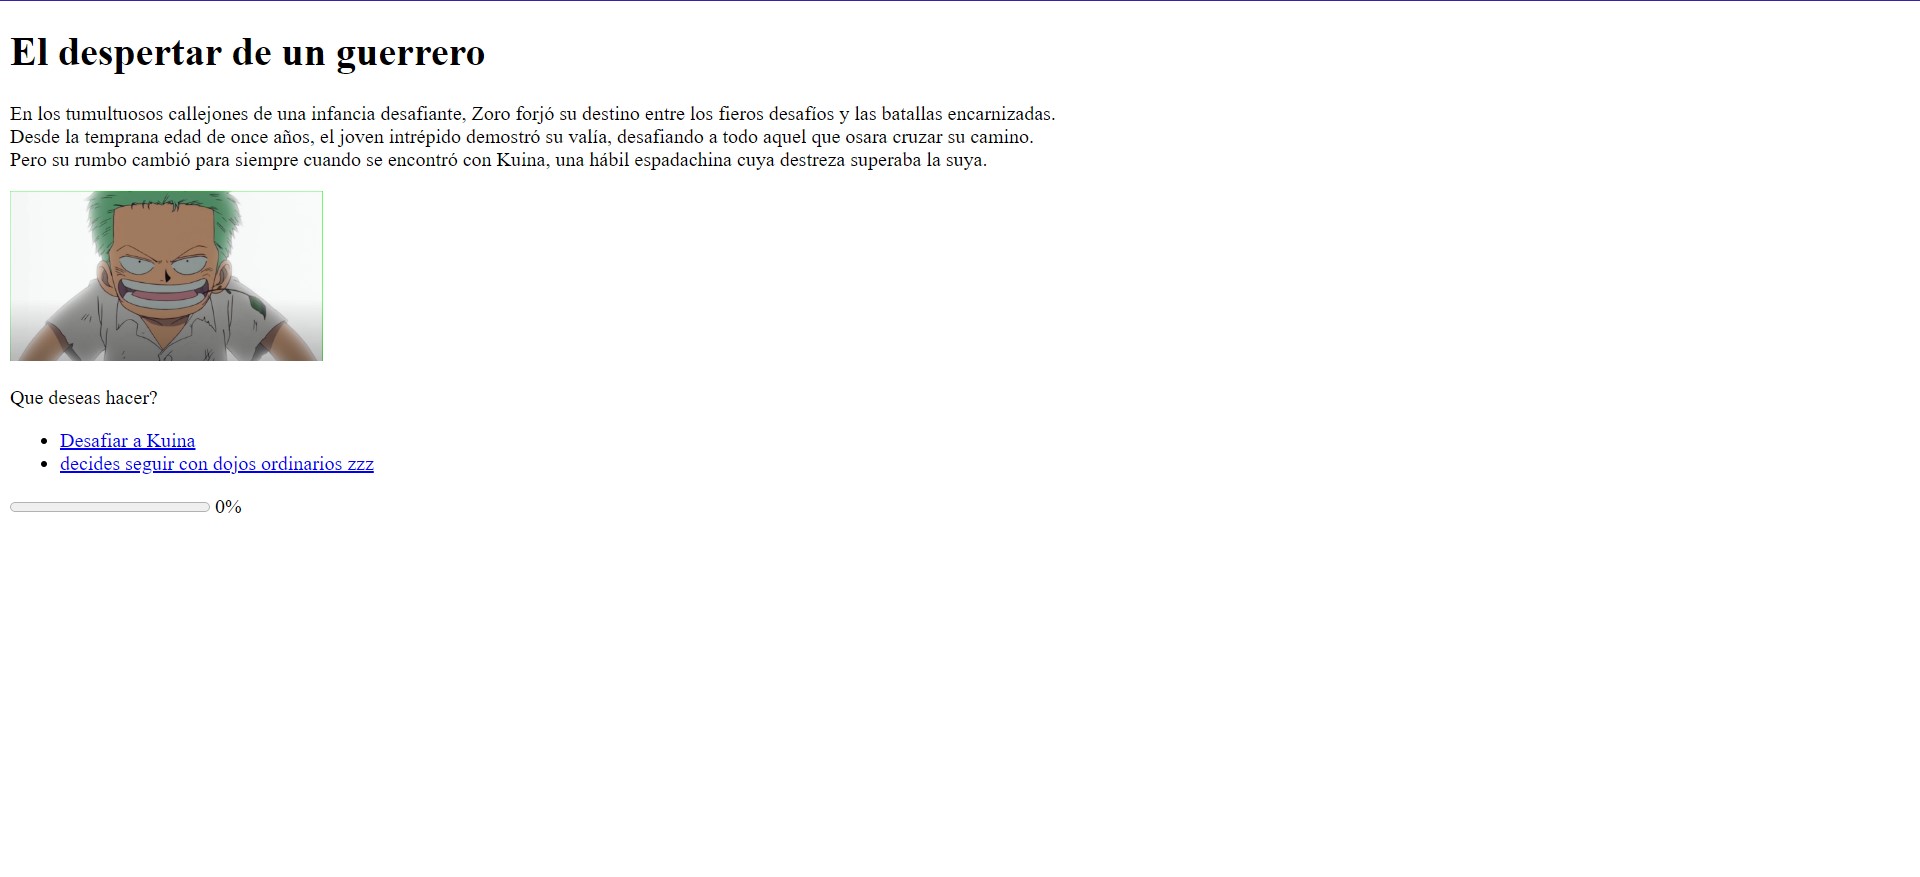 El despertar de un guerrero
En los tumultuosos callejones de una infancia desafiante, Zoro forjó su destino entre los fieros desafíos y las batallas encarnizadas.
Desde la temprana edad de once años, el joven intrépido demostró su valía, desafiando a todo aquel que osara cruzar su camino.
Pero su rumbo cambió para siempre cuando se encontró con Kuina, una hábil espadachina cuya destreza superaba la suya.
Que deseas hacer?
Desafiar a Kuina
decides seguir con dojos ordinarios zzz
0%